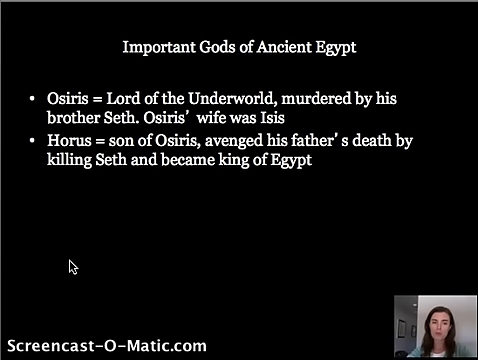 Important Gods of Ancient Egypt
• Osiris = Lord of the Underworld, murdered by his
brother Seth. Osiris’ wife was Isis
• Horus = son of Osiris, avenged his father’s death by
killing Seth and became king of Egypt
Screencast-O-Matic.com